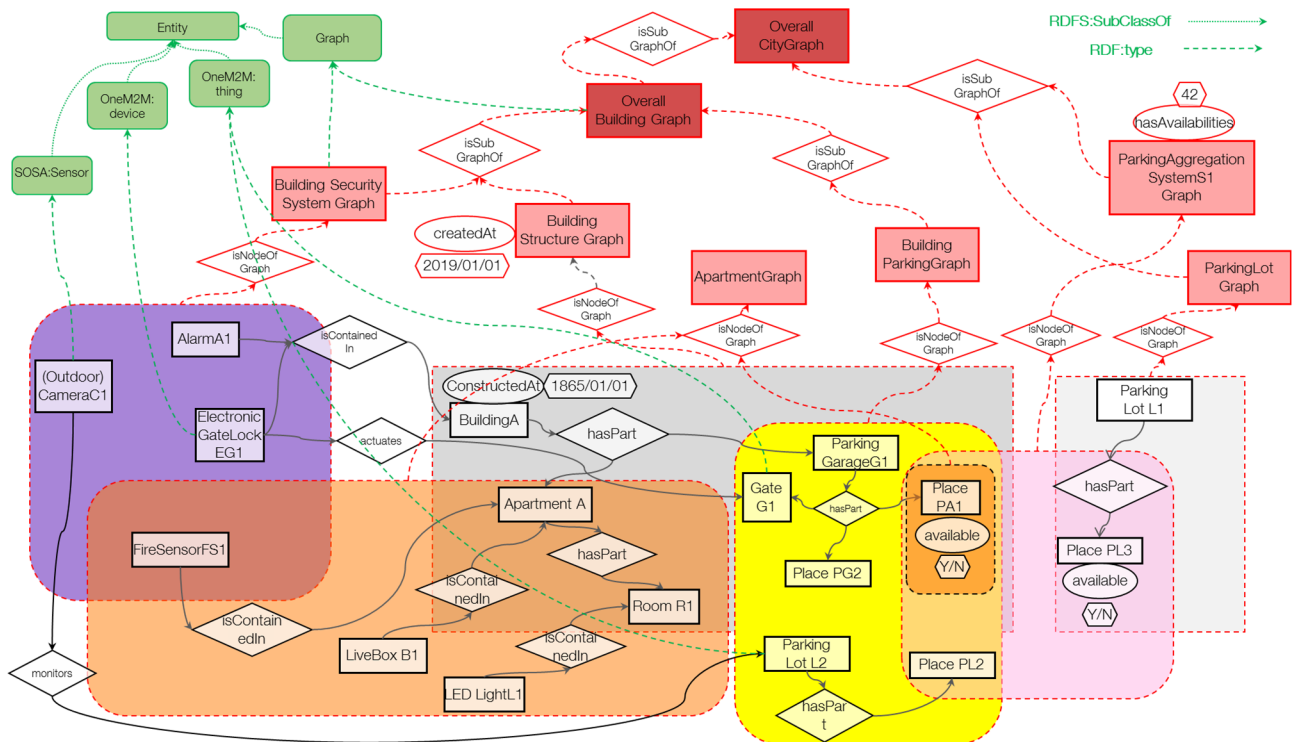 Entity
Graph
isSub
GraphOf
Overall
CityGraph
RDFS:SubClassOf
RDF:type
OneM2M:
thing
OneM2M:
device
Overall
Building Graph
isSub
GraphOf
42
hasAvailabilities
SOSA:Sensor
isSub
GraphOf
isSub
GraphOf
ParkingAggregation
SystemS1
Graph
Building Security
System Graph
createdAt
2019/01/01
Building
Structure Graph
Building
ParkingGraph
isNodeOf
Graph
ApartmentGraph
ParkingLot
Graph
isNodeOf
Graph
isNodeOf
Graph
isNodeOf
Graph
isNodeOf
Graph
isNodeOf
Graph
AlarmA1
isContained
In
(Outdoor)
CameraC1
ConstructedAt
1865/01/01
Parking
Lot L1
Electronic
GateLock
EG1
actuates
BuildingA
hasPart
Parking
GarageG1
Gate
G1
hasPart
Place
PA1
hasPart
Apartment A
available
Y/N
FireSensorFS1
hasPart
Place PG2
Place PL3
available
Y/N
isContai
nedIn
Room R1
isContain
edIn
isContai
nedIn
LiveBox B1
LED LightL1
monitors
Parking
Lot L2
Place PL2
hasPar
t